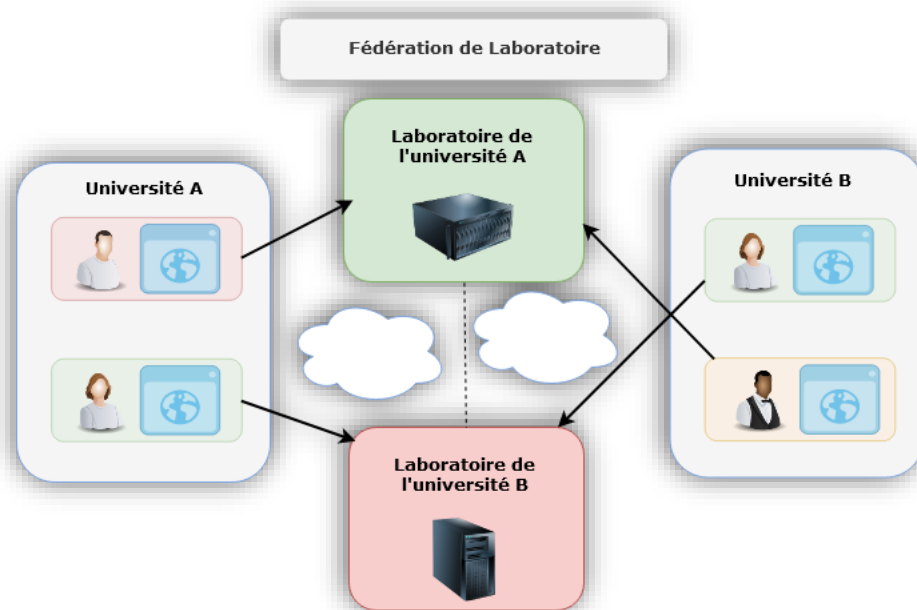 Fédération de Laboratoire
Laboratoire de
l'université A
Université A
Université B
Laboratoire de
l'université B